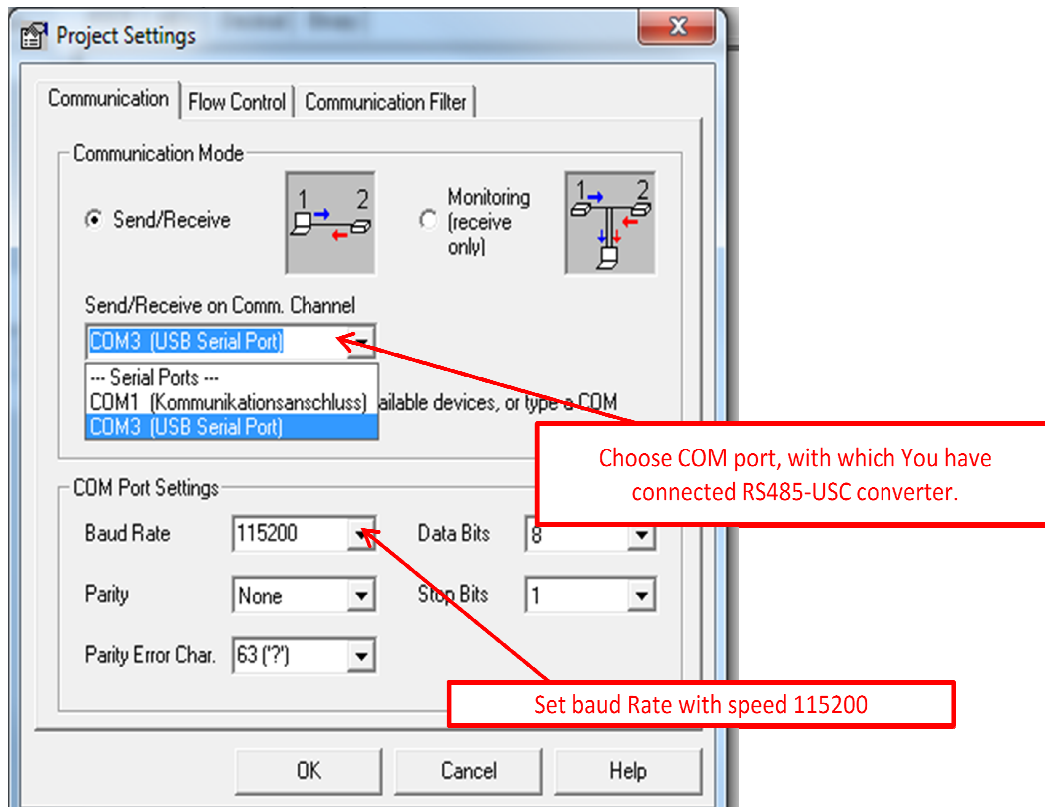 Project Settings
Communication
Flow Control
Communication Filter
Communication Mode
Send/Receive
1 2
Monitoring
(receive
only)
1 2
Send/Receive on Comm. Channel
COM3 (USB Serial Port)
--- Serial Ports ---
COM1 (Kommunikationsanschluss)
ailable devices, or type a COM
COM3 (USB Serial Port)
Choose COM port, with which You have
connected RS485-USC converter.
COM Port Settings
Baud Rate 115200
Data Bits 8
Parity None
Stop Bits 1
Parity Error Char. 63 ('?')
Set baud Rate with speed 115200
OK
Cancel
Help